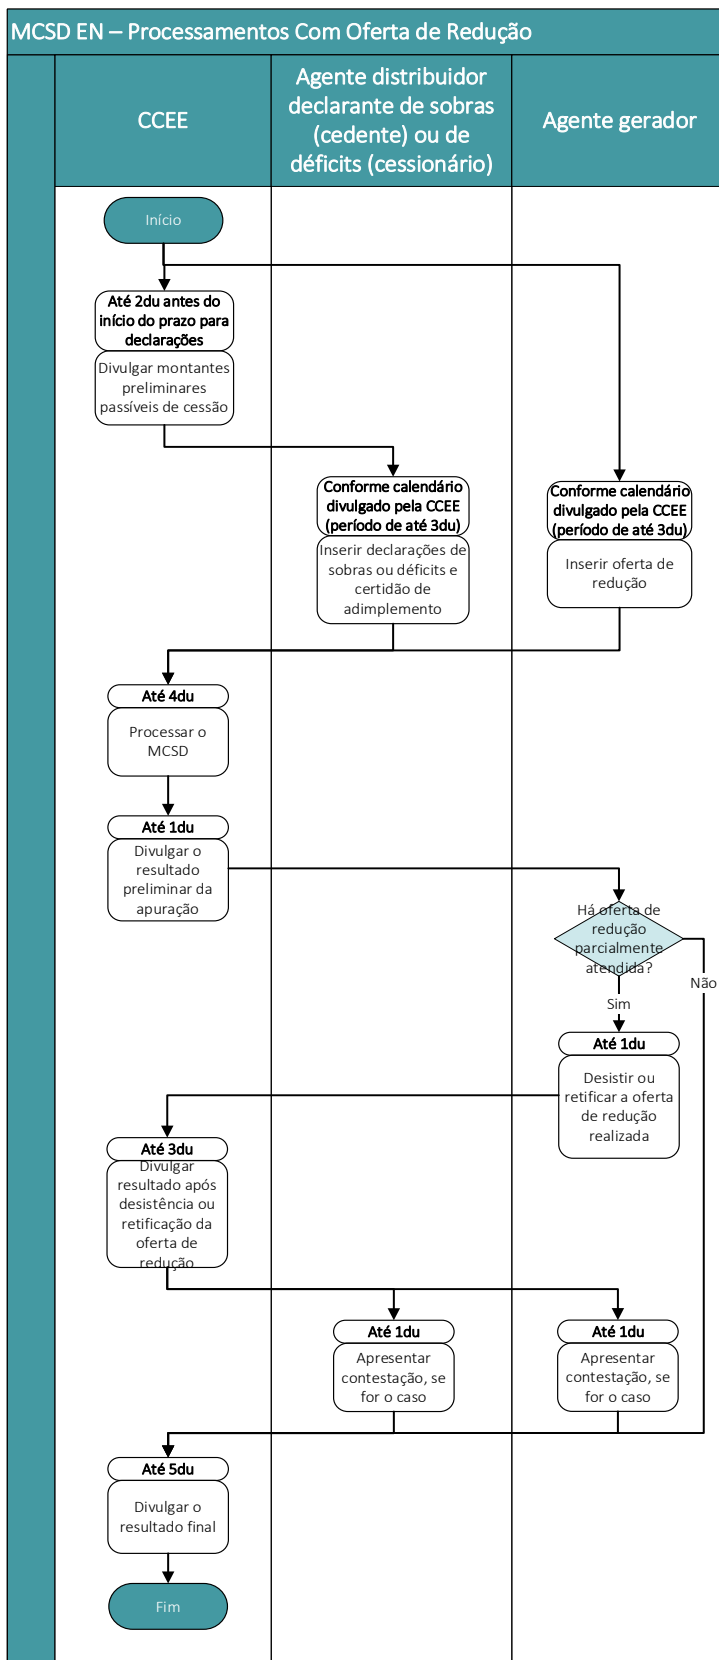 MCSD EN – Processamentos Com Oferta de Redução
CCEE
Agente distribuidor
declarante de sobras
(cedente) ou de
déficits (cessionário)
Agente gerador
Início
Até 2du antes do
início do prazo para
declarações
Divulgar montantes
preliminares
passíveis de cessão
Conforme calendário
divulgado pela CCEE
(período de até 3du)
Inserir declarações de
sobras ou déficits e
certidão de
adimplemento
Conforme calendário
divulgado pela CCEE
(período de até 3du)
Inserir oferta de
redução
Até 4du
Processar o
MCSD
Até 1du
Divulgar o
resultado
preliminar da
apuração
Há oferta de
redução
parcialmente
atendida?
Não
Sim
Até 1du
Desistir ou
retificar a oferta
de redução
realizada
Até 3du
Divulgar
resultado após
desistência ou
retificação da
oferta de
redução
Até 1du
Apresentar
contestação, se
for o caso
Até 1du
Apresentar
contestação, se
for o caso
Até 5du
Divulgar o
resultado final
Fim